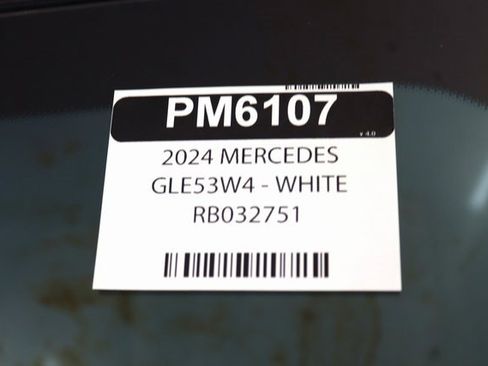 PM6107
v 4.0
2024 MERCEDES
GLE53W4 - WHITE
RB032751